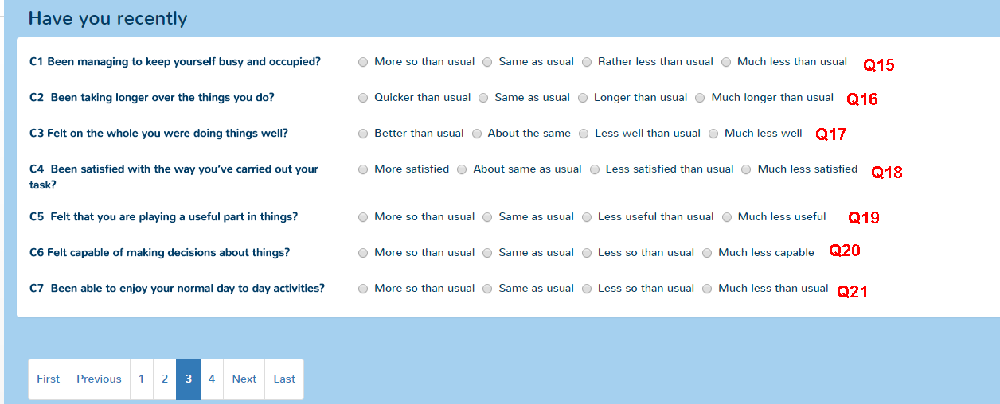 Have you recently
C1 Been managing to keep yourself busy and occupied? More so than usual Same as usual Rather less than usual Much less than usual Q15
C2 Been taking longer over the things you do? Quicker than usual Same as usual Longer than usual Much longer than usual Q16
C3 Felt on the whole you were doing things well? Better than usual About the same Less well than usual Much less well Q17
C4 Been satisfied with the way you’ve carried out your More satisfied About same as usual Less satisfied than usual Much less satisfied Q18
task?
C5 Felt that you are playing a useful part in things? More so than usual Same as usual Less useful than usual Much less useful Q19
C6 Felt capable of making decisions about things? More so than usual Same as usual Less so than usual Much less capable Q20
C7 Been able to enjoy your normal day to day activities? More so than usual Same as usual Less so than usual Much less than usual Q21
First Previous 1 2 3 4 Next Last